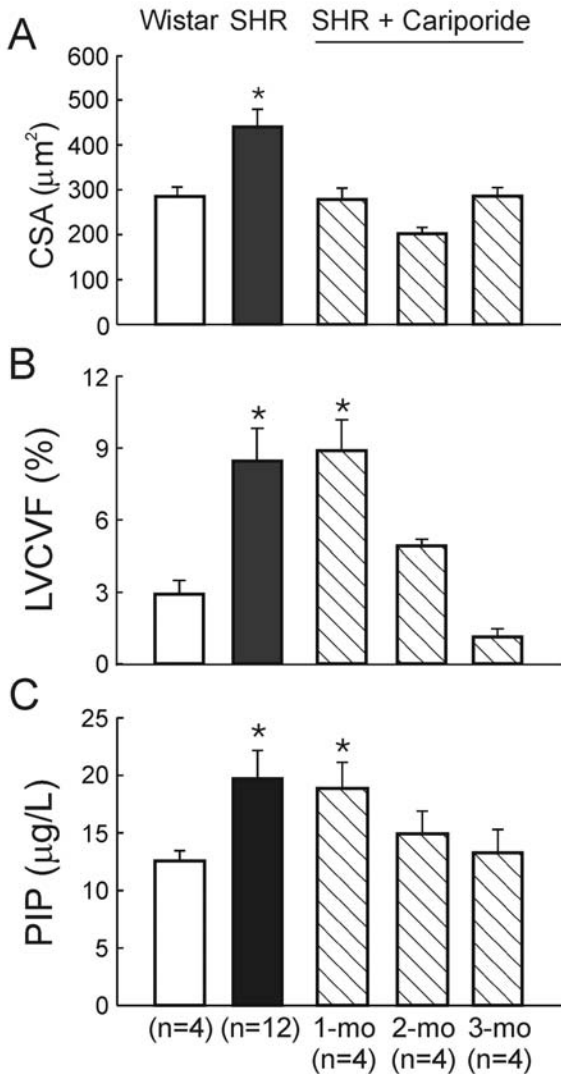 A
Wistar SHR SHR + Cariporide
CSA (μm²)
600
500
400
300
200
100
0
*
B
LVCVF (%)
12
9
6
3
0
* *
C
PIP (μg/L)
25
20
15
10
5
0
* *
(n=4) (n=12) 1-mo 2-mo 3-mo
(n=4) (n=4) (n=4)